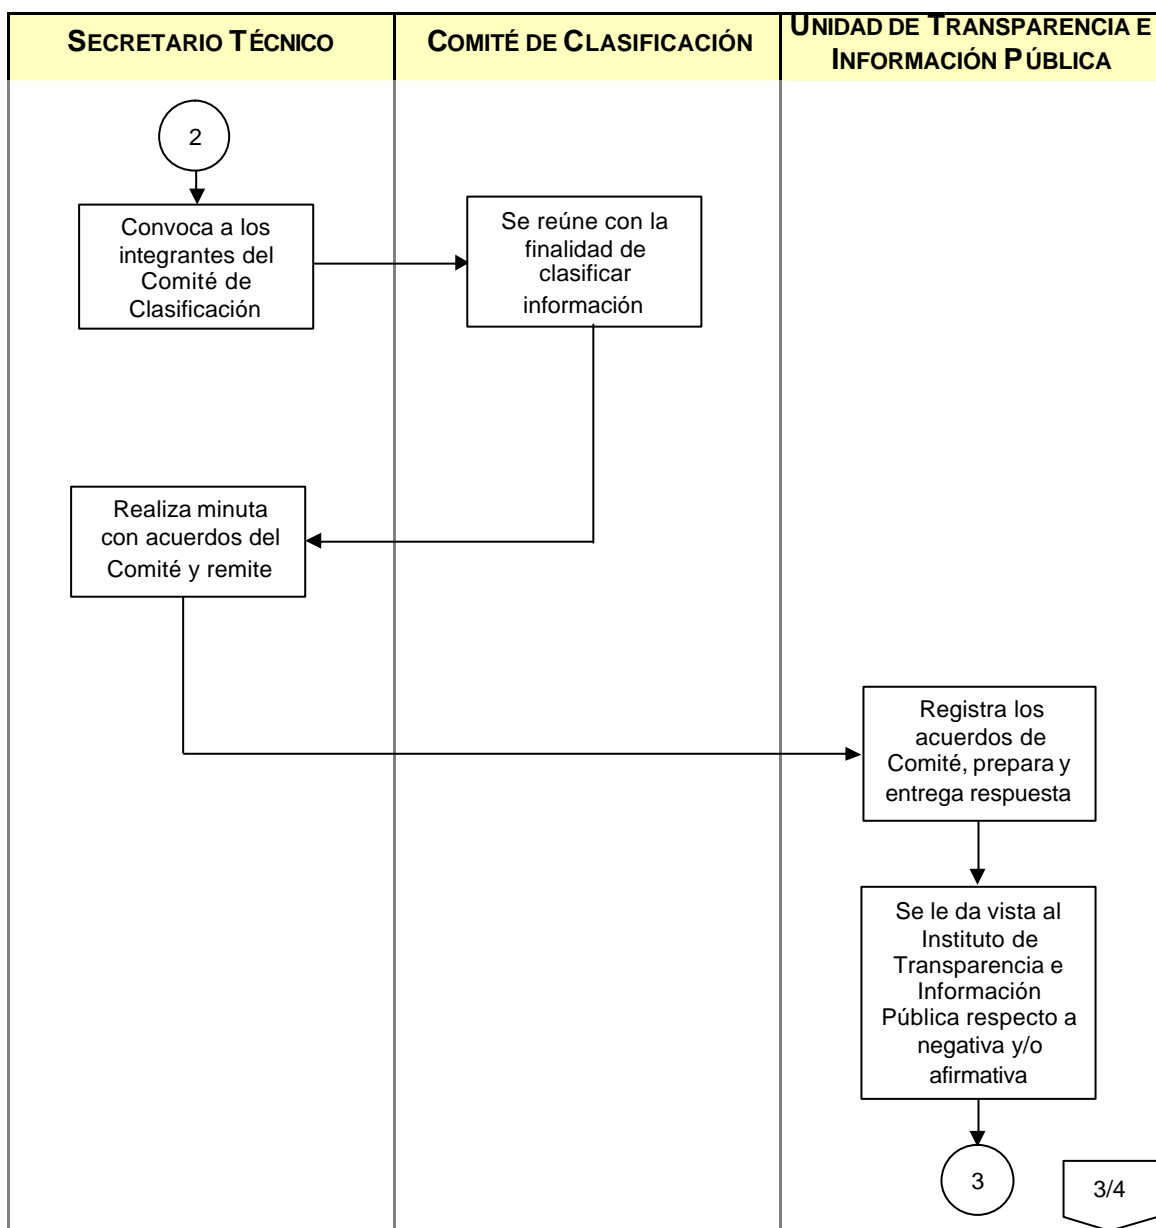 SECRETARIO TÉCNICO
COMITÉ DE CLASIFICACIÓN
UNIDAD DE TRANSPARENCIA E
INFORMACIÓN PÚBLICA
2
Convoca a los
integrantes del
Comité de
Clasificación
Se reúne con la
finalidad de
clasificar
información
Realiza minuta
con acuerdos del
Comité y remite
Registra los
acuerdos de
Comité, prepara y
entrega respuesta
Se le da vista al
Instituto de
Transparencia e
Información
Pública respecto a
negativa y/o
afirmativa
3
3/4